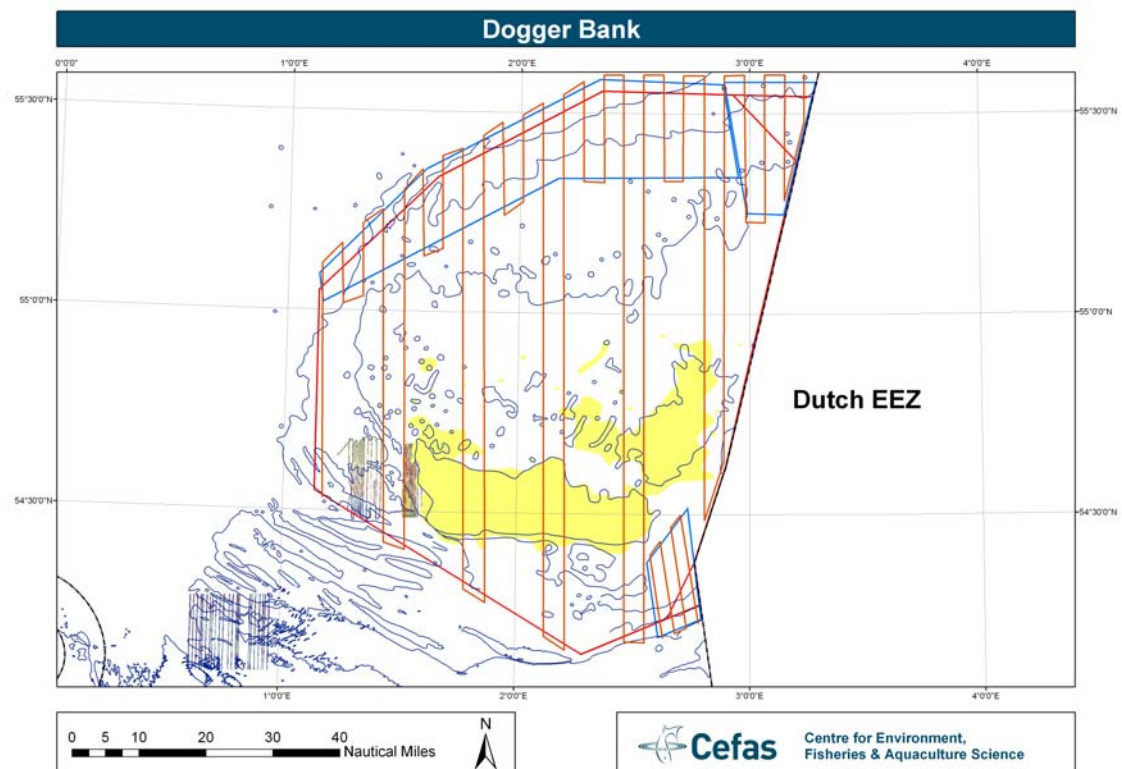 Dogger Bank
0°0'0"E
1°0'0"E
2°0'0"E
3°0'0"E
4°0'0"E
55°30'0"N
55°30'0"N
55°0'0"N
55°0'0"N
Dutch EEZ
54°30'0"N
54°30'0"N
1°0'0"E
2°0'0"E
3°0'0"E
4°0'0"E
0 5 10 20 30 40
Nautical Miles
N
Cefas
Centre for Environment,
Fisheries & Aquaculture Science